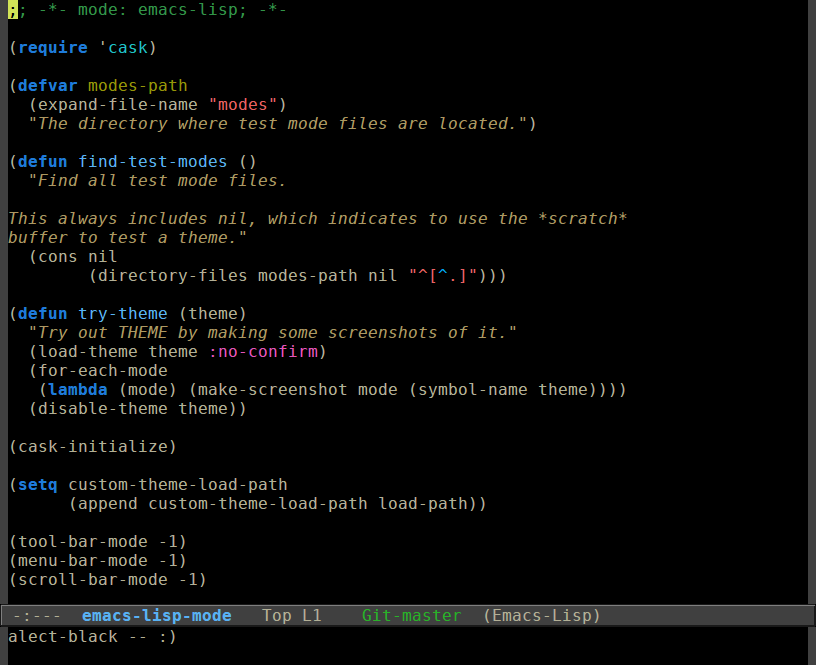 ;; -*- mode: emacs-lisp; -*-

(require 'cask)

(defvar modes-path
  (expand-file-name "modes")
  "The directory where test mode files are located.")

(defun find-test-modes ()
  "Find all test mode files.

This always includes nil, which indicates to use the *scratch*
buffer to test a theme."
  (cons nil
        (directory-files modes-path nil "^[^.]")))

(defun try-theme (theme)
  "Try out THEME by making some screenshots of it."
  (load-theme theme :no-confirm)
  (for-each-mode
   (lambda (mode) (make-screenshot mode (symbol-name theme))))
  (disable-theme theme))

(cask-initialize)

(setq custom-theme-load-path
      (append custom-theme-load-path load-path))

(tool-bar-mode -1)
(menu-bar-mode -1)
(scroll-bar-mode -1)
-:---  emacs-lisp-mode   Top L1    Git-master  (Emacs-Lisp)
alect-black -- :)